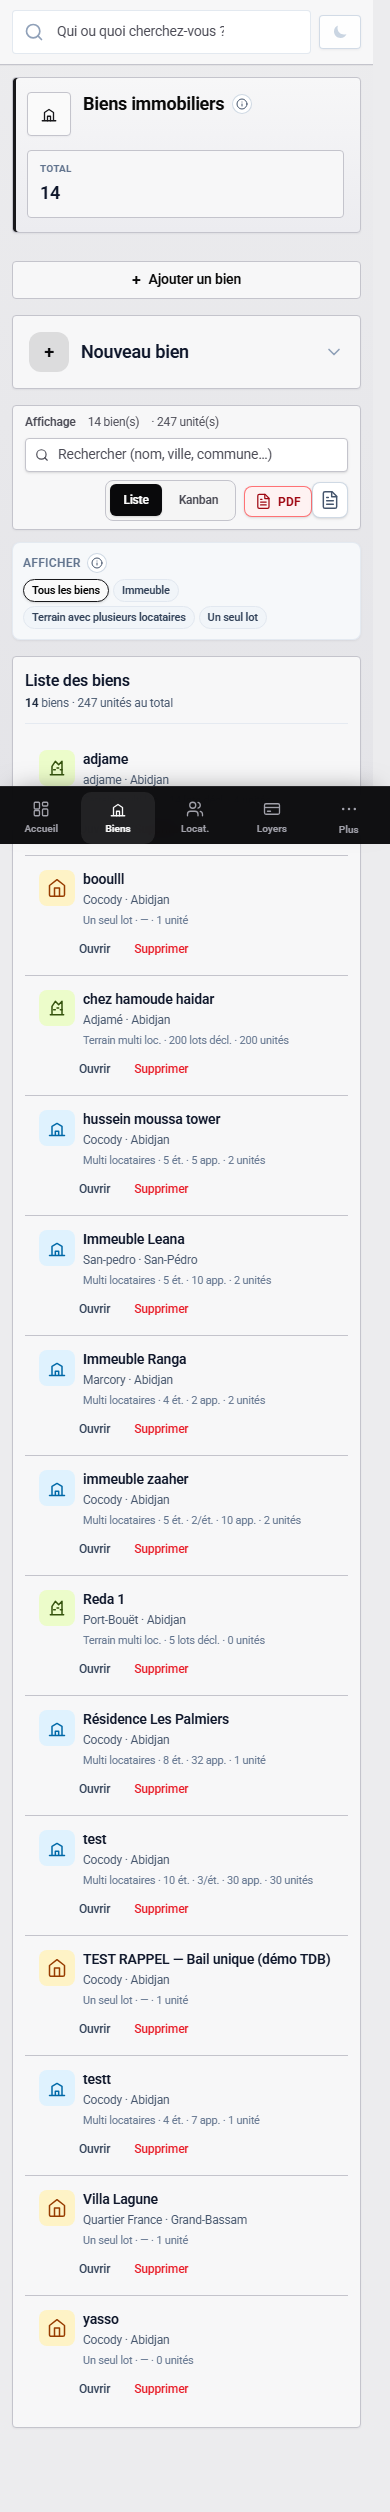 Qui ou quoi cherchez-vous ?
Biens immobiliers
TOTAL
14
+ Ajouter un bien
+ Nouveau bien
Affichage 14 bien(s) · 247 unité(s)
Rechercher (nom, ville, commune...)
Liste Kanban PDF
AFFICHER
Tous les biens Immeuble
Terrain avec plusieurs locataires Un seul lot
Liste des biens
14 biens · 247 unités au total
adjame
adjame · Abidjan
Accueil Biens Locat. Loyers Plus
booulll
Cocody · Abidjan
Un seul lot · — · 1 unité
Ouvrir Supprimer
chez hamoude haidar
Adjamé · Abidjan
Terrain multi loc. · 200 lots décl. · 200 unités
Ouvrir Supprimer
hussein moussa tower
Cocody · Abidjan
Multi locataires · 5 ét. · 5 app. · 2 unités
Ouvrir Supprimer
Immeuble Leana
San-pedro · San-Pédro
Multi locataires · 5 ét. · 10 app. · 2 unités
Ouvrir Supprimer
Immeuble Ranga
Marcory · Abidjan
Multi locataires · 4 ét. · 2 app. · 2 unités
Ouvrir Supprimer
immeuble zaaher
Cocody · Abidjan
Multi locataires · 5 ét. · 2/ét. · 10 app. · 2 unités
Ouvrir Supprimer
Reda 1
Port-Bouët · Abidjan
Terrain multi loc. · 5 lots décl. · 0 unités
Ouvrir Supprimer
Résidence Les Palmiers
Cocody · Abidjan
Multi locataires · 8 ét. · 32 app. · 1 unité
Ouvrir Supprimer
test
Cocody · Abidjan
Multi locataires · 10 ét. · 3/ét. · 30 app. · 30 unités
Ouvrir Supprimer
TEST RAPPEL — Bail unique (démo TDB)
Cocody · Abidjan
Un seul lot · — · 1 unité
Ouvrir Supprimer
testt
Cocody · Abidjan
Multi locataires · 4 ét. · 7 app. · 1 unité
Ouvrir Supprimer
Villa Lagune
Quartier France · Grand-Bassam
Un seul lot · — · 1 unité
Ouvrir Supprimer
yasso
Cocody · Abidjan
Un seul lot · — · 0 unités
Ouvrir Supprimer